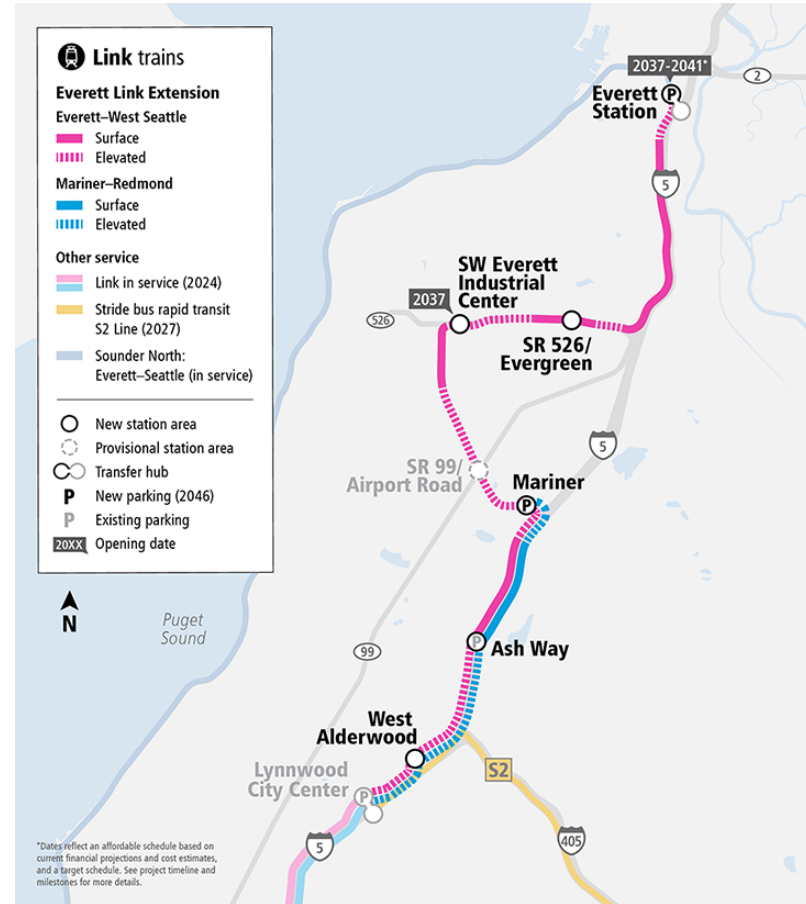 Link trains
Everett Link Extension
Everett–West Seattle
Surface
Elevated
Mariner–Redmond
Surface
Elevated
Other service
Link in service (2024)
Stride bus rapid transit
S2 Line (2027)
Sounder North:
Everett–Seattle (in service)
New station area
Provisional station area
Transfer hub
P New parking (2046)
P Existing parking
20XX Opening date
N
2037-2041*
2
Everett
Station
P
5
SW Everett
Industrial
Center
2037
526
SR 526/
Evergreen
5
SR 99/
Airport Road
Mariner
P
Puget
Sound
P
Ash Way
99
West
Alderwood
Lynnwood
City Center
P
S2
5
405
*Dates reflect an affordable schedule based on
current financial projections and cost estimates,
and a target schedule. See project timeline and
milestones for more details.